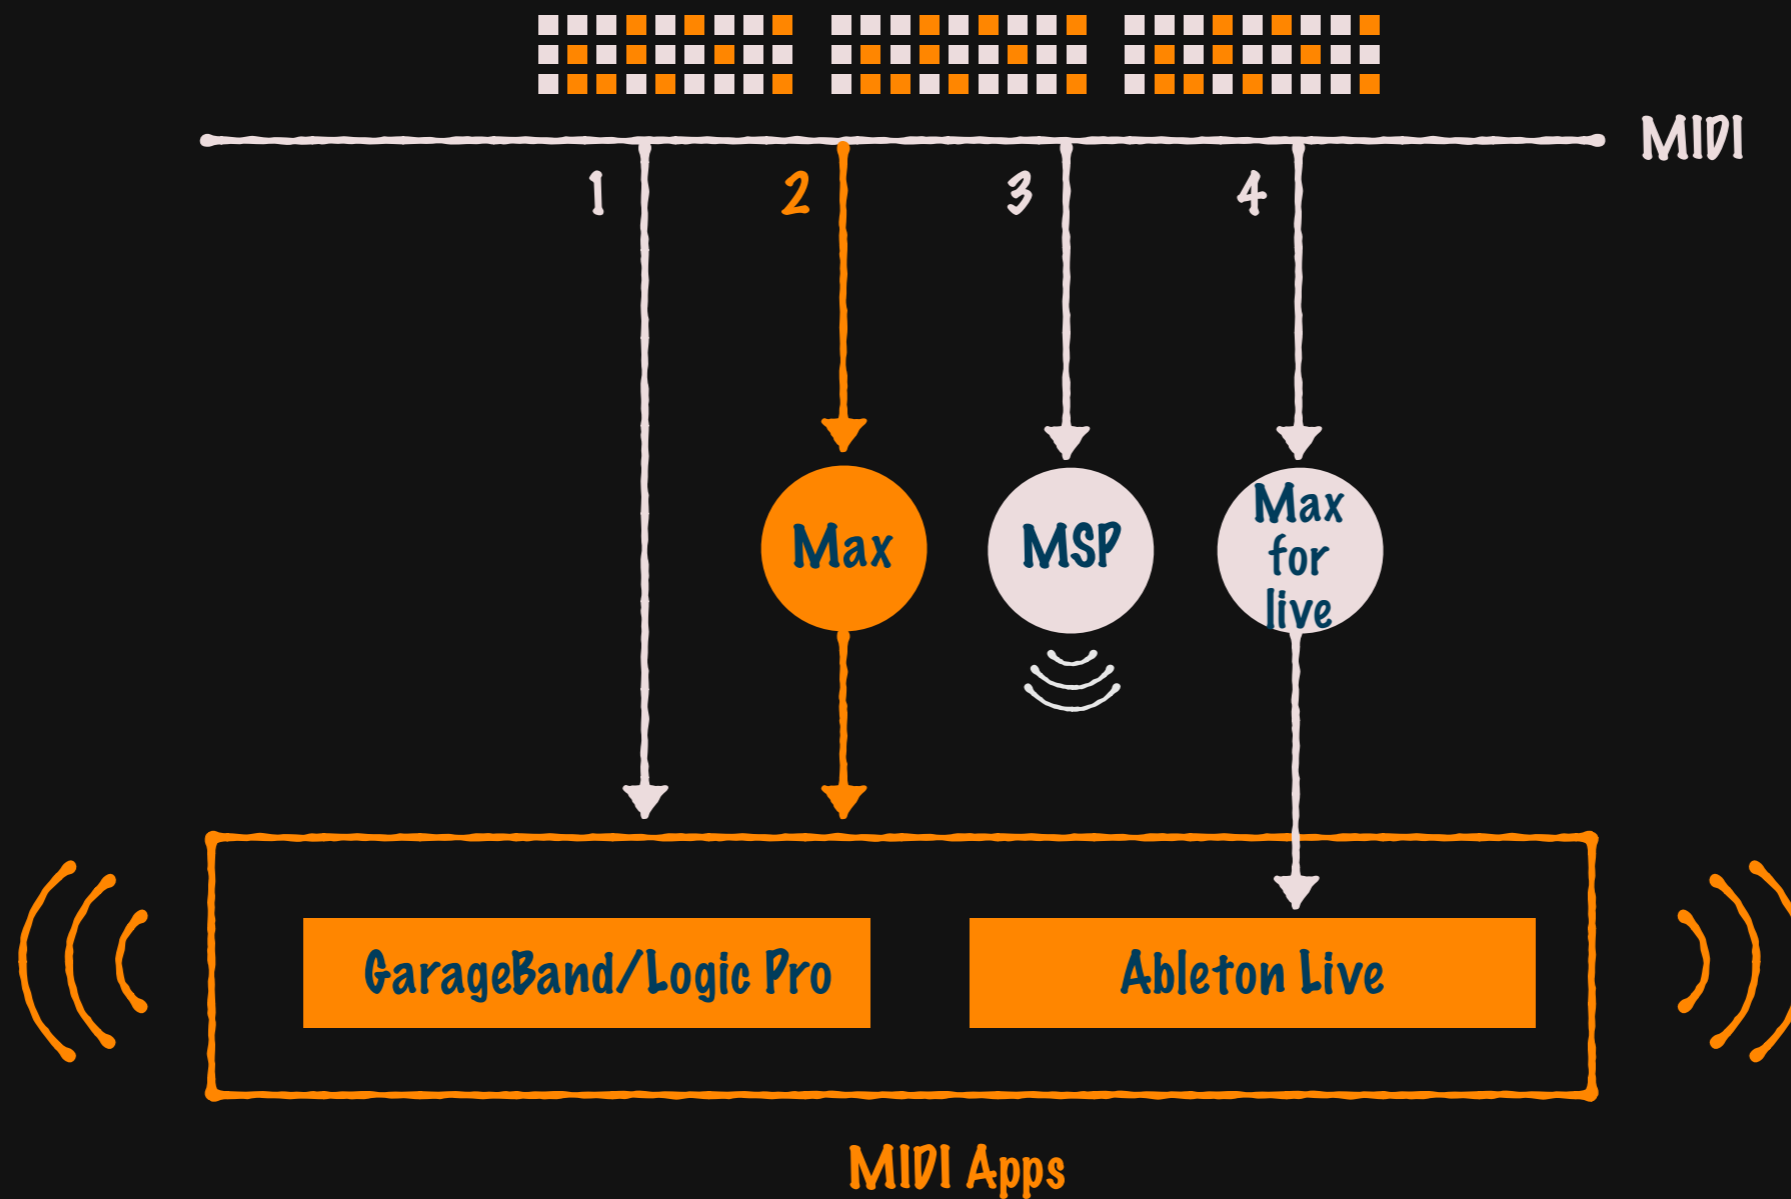 MIDI
1
2
3
4
Max
MSP
Max
for
live
GarageBand/Logic Pro
Ableton Live
MIDI Apps